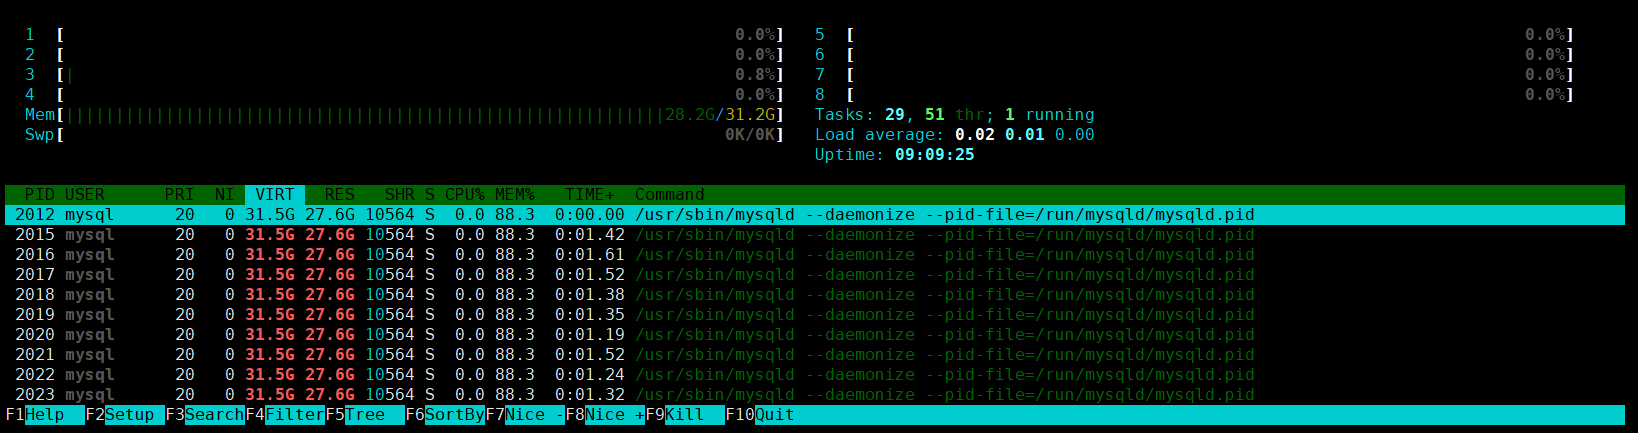 1 [ 0.0%] 5 [ 0.0%]
2 [ 0.0%] 6 [ 0.0%]
3 [| 0.8%] 7 [ 0.0%]
4 [ 0.0%] 8 [ 0.0%]
Mem[||||||||||||||||||||||||||||||||||||||||||||||||||||||||||||28.2G/31.2G] Tasks: 29, 51 thr; 1 running
Swp[ 0K/0K] Load average: 0.02 0.01 0.00
Uptime: 09:09:25
PID USER PRI NI VIRT RES SHR S CPU% MEM% TIME+ Command
2012 mysql 20 0 31.5G 27.6G 10564 S 0.0 88.3 0:00.00 /usr/sbin/mysqld --daemonize --pid-file=/run/mysqld/mysqld.pid
2015 mysql 20 0 31.5G 27.6G 10564 S 0.0 88.3 0:01.42 /usr/sbin/mysqld --daemonize --pid-file=/run/mysqld/mysqld.pid
2016 mysql 20 0 31.5G 27.6G 10564 S 0.0 88.3 0:01.61 /usr/sbin/mysqld --daemonize --pid-file=/run/mysqld/mysqld.pid
2017 mysql 20 0 31.5G 27.6G 10564 S 0.0 88.3 0:01.52 /usr/sbin/mysqld --daemonize --pid-file=/run/mysqld/mysqld.pid
2018 mysql 20 0 31.5G 27.6G 10564 S 0.0 88.3 0:01.38 /usr/sbin/mysqld --daemonize --pid-file=/run/mysqld/mysqld.pid
2019 mysql 20 0 31.5G 27.6G 10564 S 0.0 88.3 0:01.35 /usr/sbin/mysqld --daemonize --pid-file=/run/mysqld/mysqld.pid
2020 mysql 20 0 31.5G 27.6G 10564 S 0.0 88.3 0:01.19 /usr/sbin/mysqld --daemonize --pid-file=/run/mysqld/mysqld.pid
2021 mysql 20 0 31.5G 27.6G 10564 S 0.0 88.3 0:01.52 /usr/sbin/mysqld --daemonize --pid-file=/run/mysqld/mysqld.pid
2022 mysql 20 0 31.5G 27.6G 10564 S 0.0 88.3 0:01.24 /usr/sbin/mysqld --daemonize --pid-file=/run/mysqld/mysqld.pid
2023 mysql 20 0 31.5G 27.6G 10564 S 0.0 88.3 0:01.32 /usr/sbin/mysqld --daemonize --pid-file=/run/mysqld/mysqld.pid
F1Help F2Setup F3SearchF4FilterF5Tree F6SortByF7Nice -F8Nice +F9Kill F10Quit